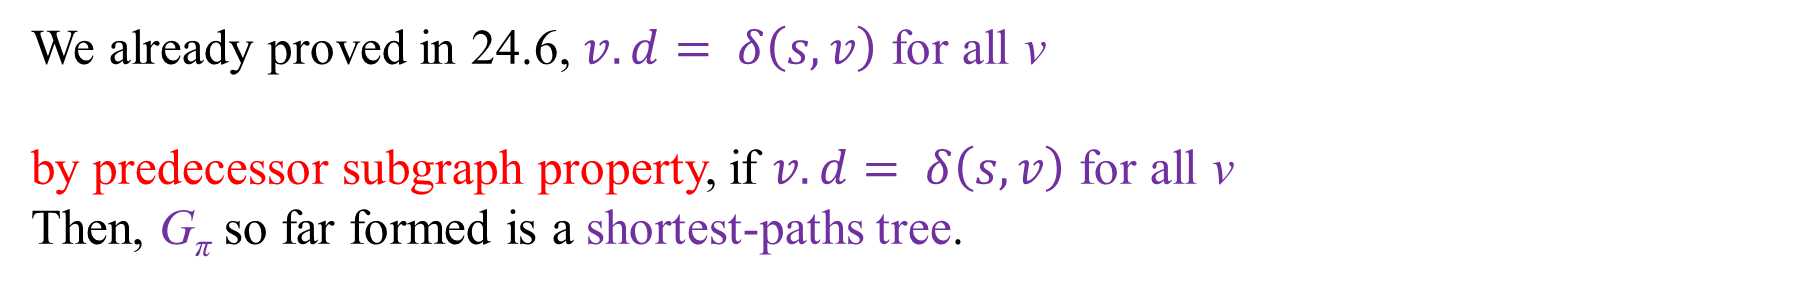 We already proved in 24.6, v.d = δ(s, v) for all v
by predecessor subgraph property, if v.d = δ(s, v) for all v
Then, Gπ so far formed is a shortest-paths tree.